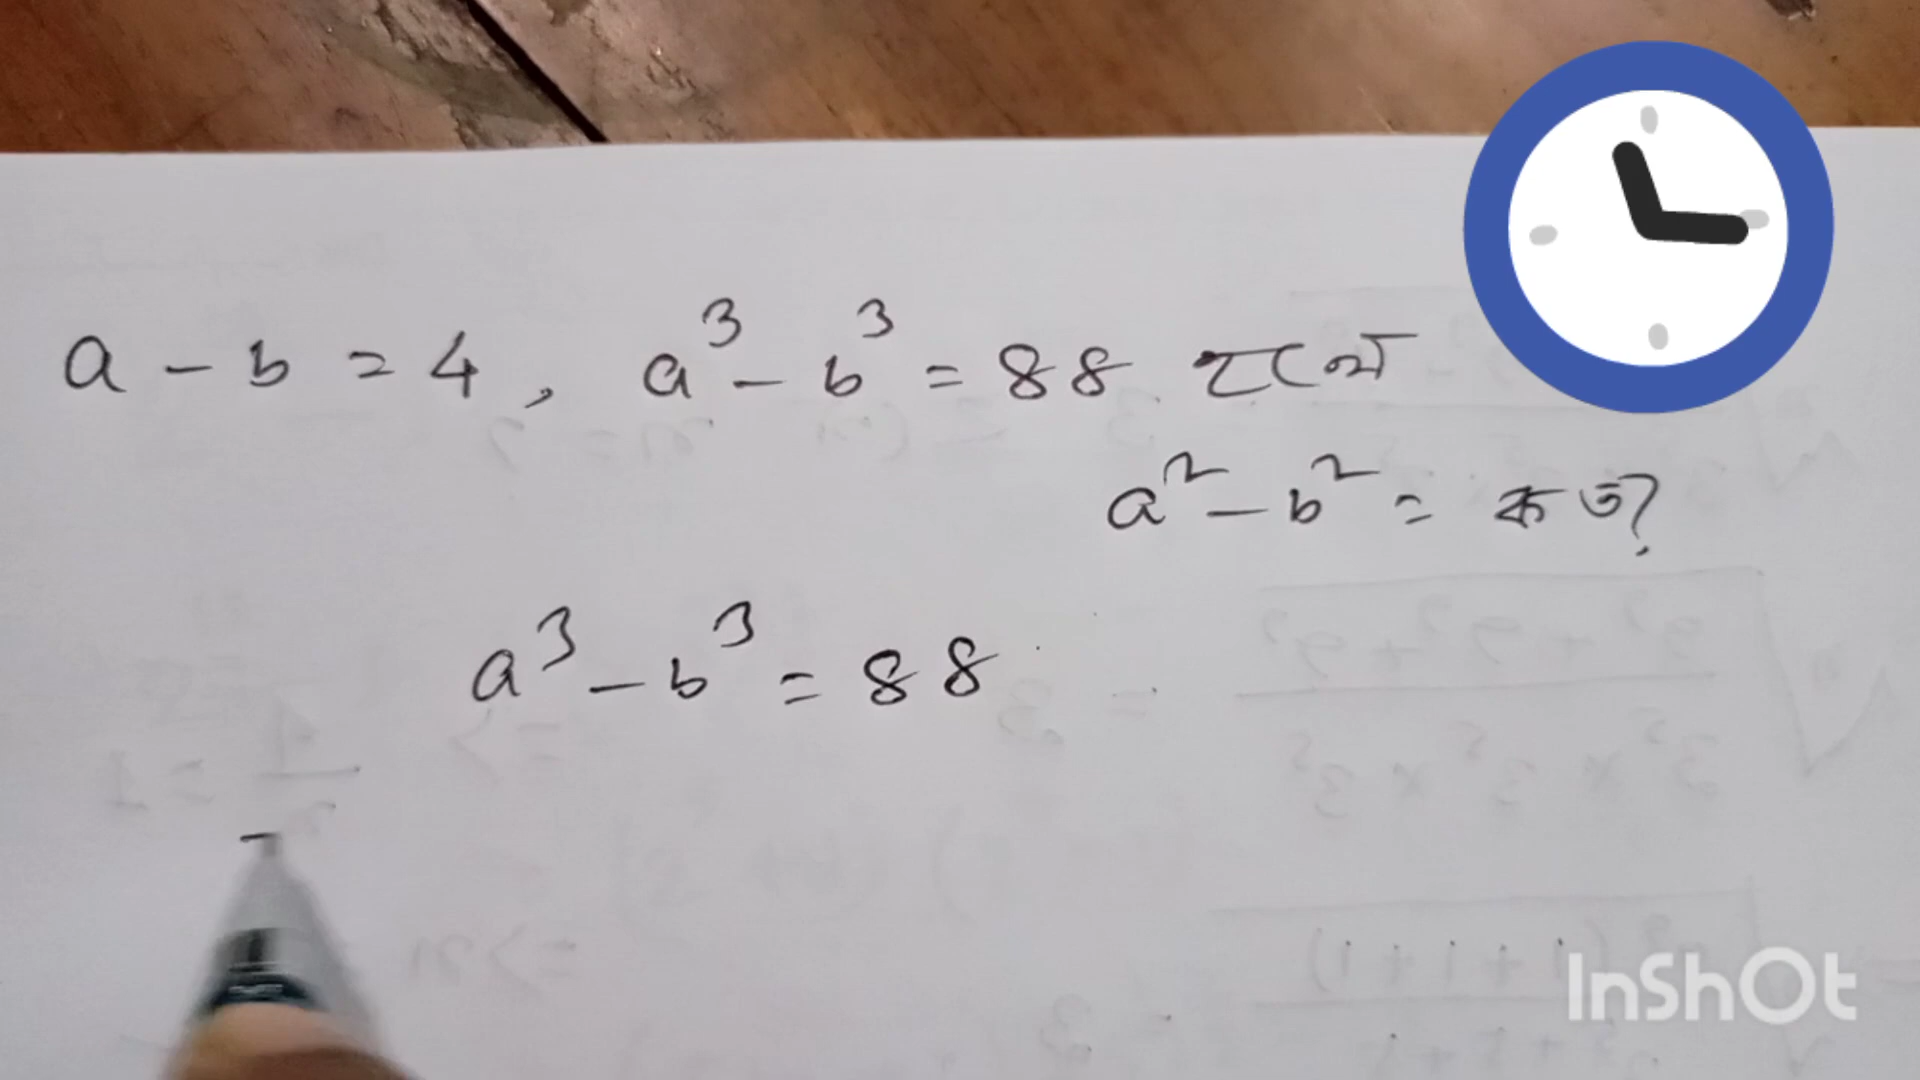 a - b = 4, a³ - b³ = 88 হলে
a² - b² = কত?
a³ - b³ = 88
InShOt